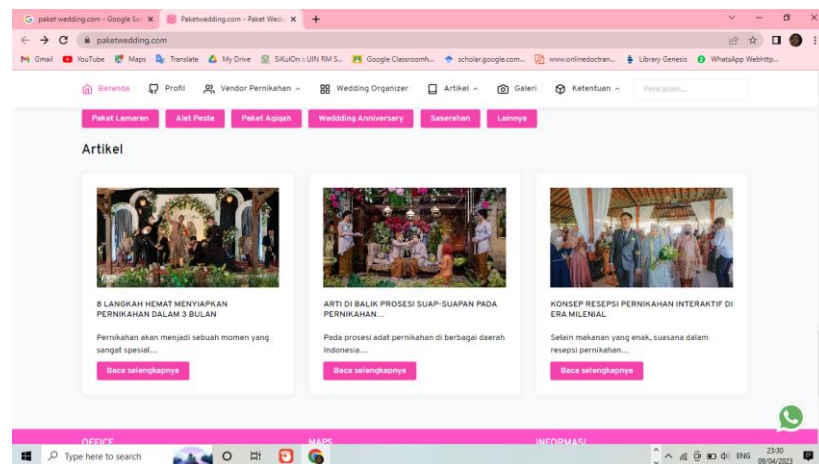 paket wedding.com - Google Se
Paketwedding.com - Paket Wedd
paketwedding.com
Gmail
YouTube
Maps
Translate
My Drive
SiKulOn :: UIN RM S...
Google Classroomh...
scholar.google.com...
www.onlinedoctran...
Library Genesis
WhatsApp Webhttp...
Beranda
Profil
Vendor Pernikahan
Wedding Organizer
Artikel
Galeri
Ketentuan
Pencarian...
Paket Lamaran
Alat Pesta
Paket Aqiqah
Weddding Anniversary
Seserahan
Lainnya
Artikel
8 LANGKAH HEMAT MENYIAPKAN
PERNIKAHAN DALAM 3 BULAN
Pernikahan akan menjadi sebuah momen yang
sangat spesial...
Baca selengkapnya
ARTI DI BALIK PROSESI SUAP-SUAPAN PADA
PERNIKAHAN...
Pada prosesi adat pernikahan di berbagai daerah
Indonesia...
Baca selengkapnya
KONSEP RESEPSI PERNIKAHAN INTERAKTIF DI
ERA MILENIAL
Selain makanan yang enak, suasana dalam
resepsi pernikahan...
Baca selengkapnya
OFFICE
MAPS
INFORMASI
Type here to search
ENG
23:30
09/04/2023